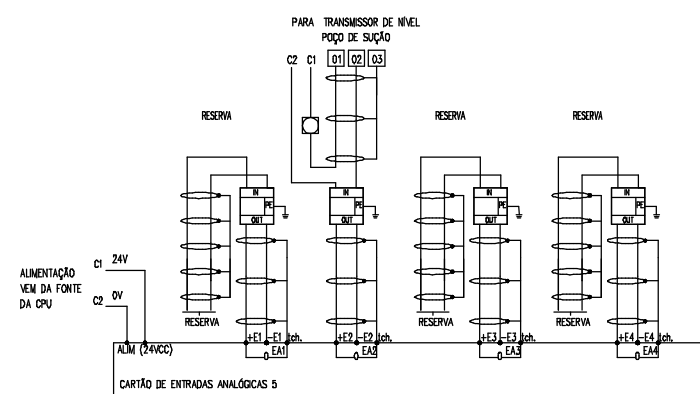 PARA TRANSMISSOR DE NÍVEL
POÇO DE SUÇÃO
C2 C1 01 02 03
RESERVA RESERVA RESERVA
IN IN IN IN
PE PE PE PE
OUT OUT OUT OUT
24V
C1
ALIMENTAÇÃO
VEM DA FONTE
DA CPU
0V
C2
RESERVA RESERVA RESERVA
+E1 -E1 tch. +E2 -E2 tch. +E3 -E3 tch. +E4 -E4 tch.
ALIM (24VCC) EA1 EA2 EA3 EA4
CARTÃO DE ENTRADAS ANALÓGICAS 5